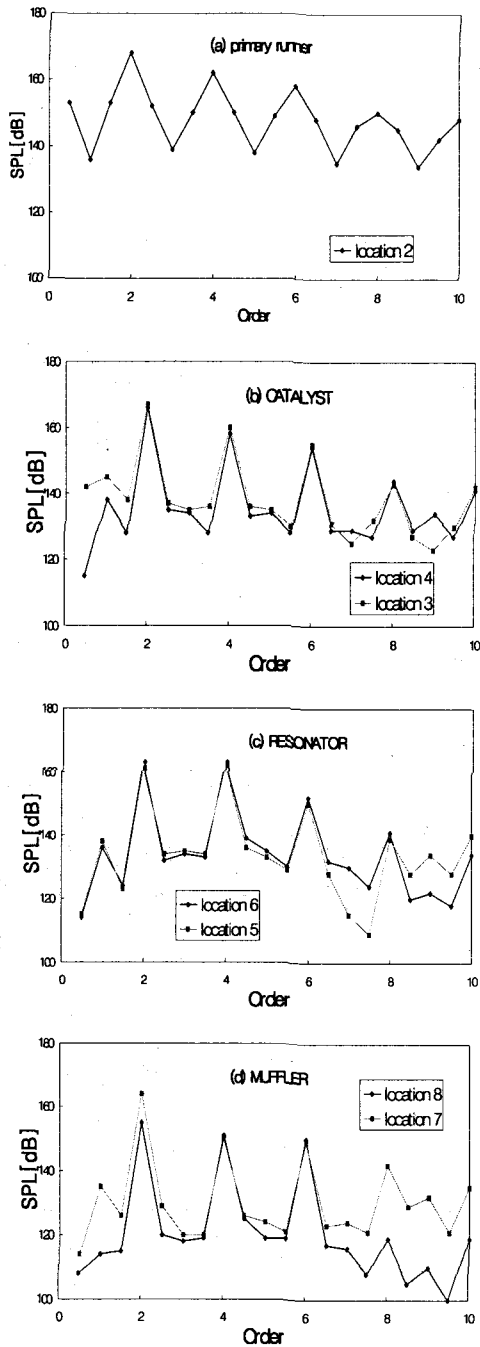 180
(a) primary runner
160
SPL[dB]
140
120
location 2
100
0 2 4 6 8 10
Order
180
(b) CATALYST
160
SPL[dB]
140
120
location 4
location 3
100
0 2 4 6 8 10
Order
180
(c) RESONATOR
160
SPL[dB]
140
120
location 6
location 5
100
0 2 4 6 8 10
Order
180
(d) MUFFLER
location 8
location 7
160
SPL[dB]
140
120
100
0 2 4 6 8 10
Order